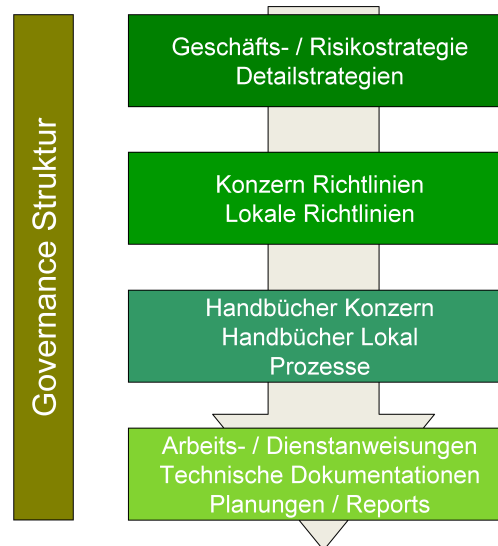 Governance Struktur
Geschäfts- / Risikostrategie
Detailstrategien
Konzern Richtlinien
Lokale Richtlinien
Handbücher Konzern
Handbücher Lokal
Prozesse
Arbeits- / Dienstanweisungen
Technische Dokumentationen
Planungen / Reports